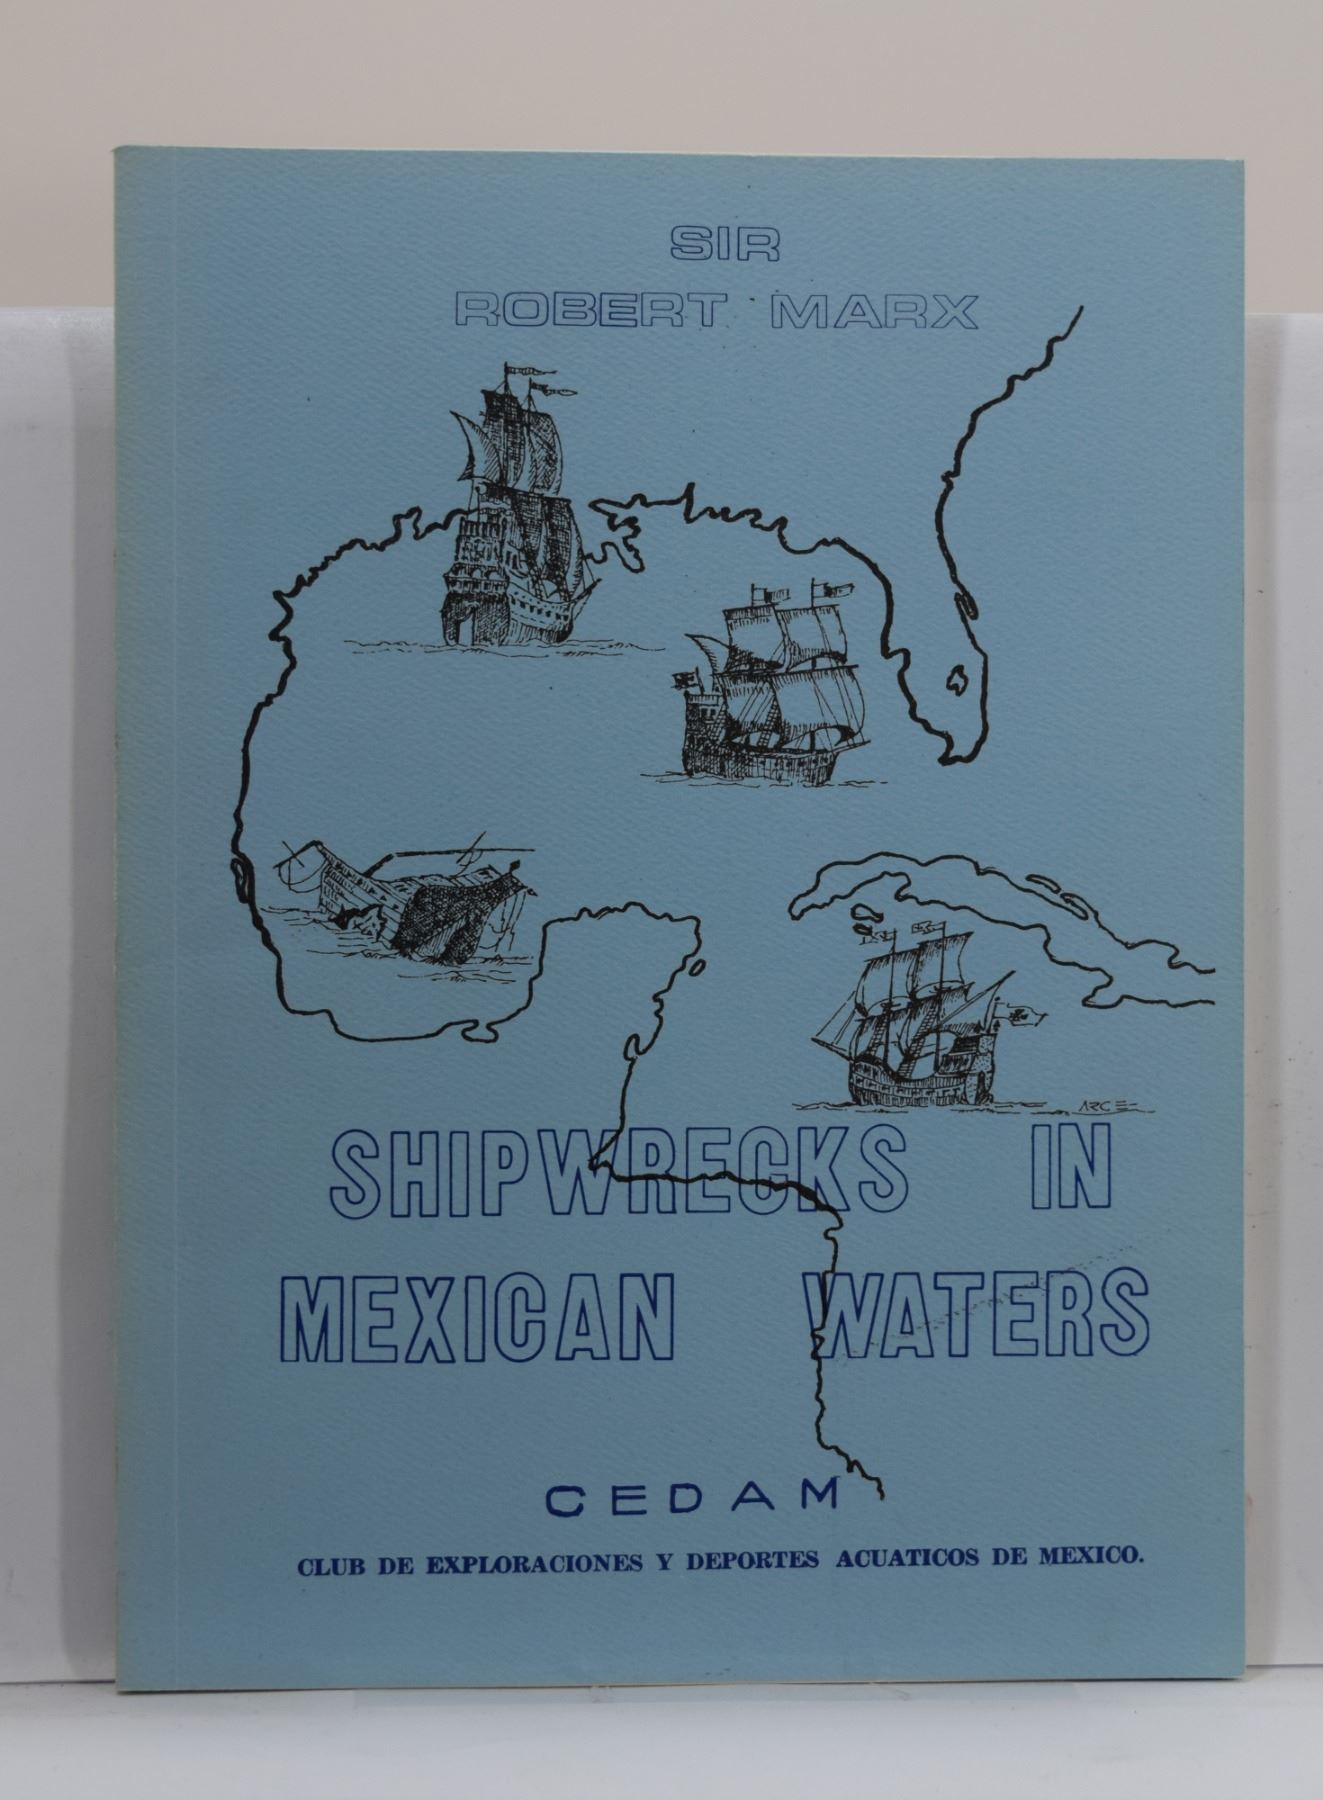 SIR
ROBERT MARX
ARCE
SHIPWRECKS IN
MEXICAN WATERS
CEDAM
CLUB DE EXPLORACIONES Y DEPORTES ACUATICOS DE MEXICO.